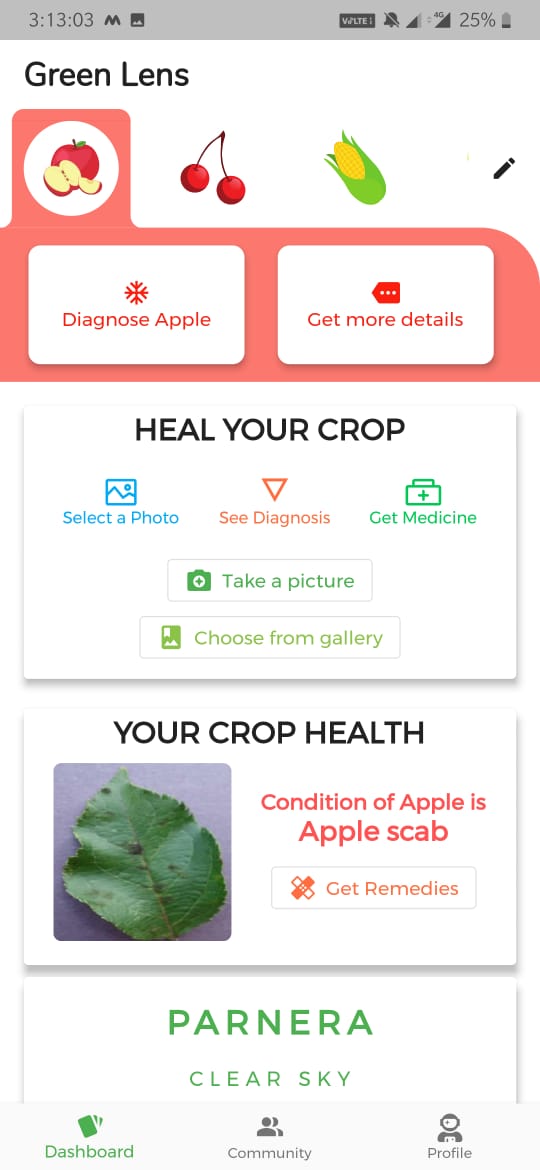 3:13:03
VoLTE
4G
25%
Green Lens
Diagnose Apple
Get more details
HEAL YOUR CROP
Select a Photo
See Diagnosis
Get Medicine
Take a picture
Choose from gallery
YOUR CROP HEALTH
Condition of Apple is
Apple scab
Get Remedies
PARNERA
CLEAR SKY
Dashboard
Community
Profile